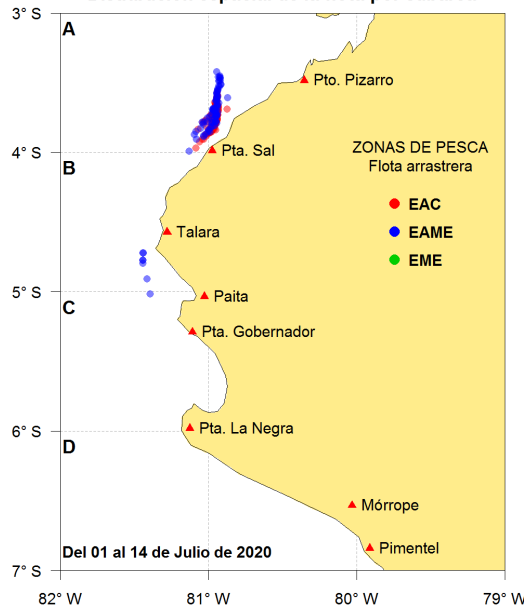 3° S
A
Pto. Pizarro
ZONAS DE PESCA
Flota arrastrera
EAC
EAME
EME
4° S
Pta. Sal
B
Talara
5° S
Paita
C
Pta. Gobernador
6° S
Pta. La Negra
D
Mórrope
Pimentel
Del 01 al 14 de Julio de 2020
7° S
82° W
81° W
80° W
79° W